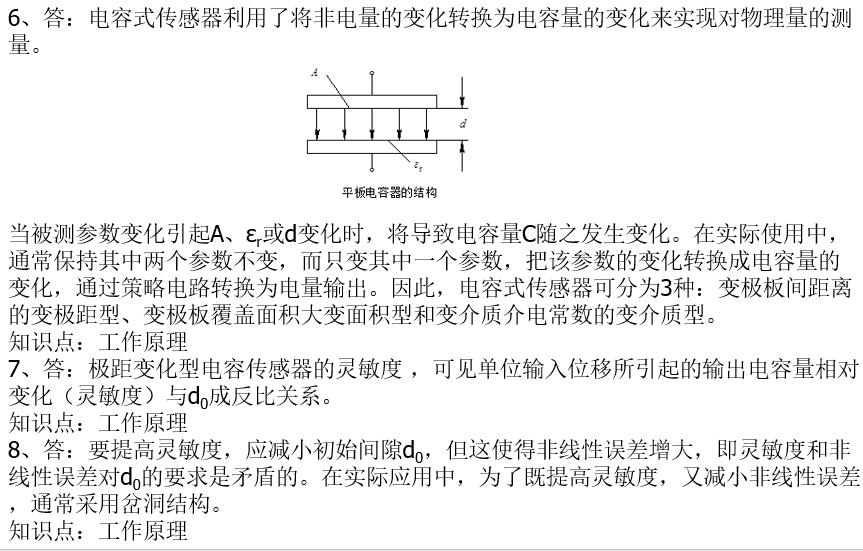 6、答：电容式传感器利用了将非电量的变化转换为电容量的变化来实现对物理量的测
量。
A
d
εr
平板电容器的结构
当被测参数变化引起A、εr或d变化时，将导致电容量C随之发生变化。在实际使用中，
通常保持其中两个参数不变，而只变其中一个参数，把该参数的变化转换成电容量的
变化，通过策略电路转换为电量输出。因此，电容式传感器可分为3种：变极板间距离
的变极距型、变极板覆盖面积大变面积型和变介质介电常数的变介质型。
知识点：工作原理
7、答：极距变化型电容传感器的灵敏度 ，可见单位输入位移所引起的输出电容量相对
变化（灵敏度）与d0成反比关系。
知识点：工作原理
8、答：要提高灵敏度，应减小初始间隙d0，但这使得非线性误差增大，即灵敏度和非
线性误差对d0的要求是矛盾的。在实际应用中，为了既提高灵敏度，又减小非线性误差
，通常采用岔洞结构。
知识点：工作原理